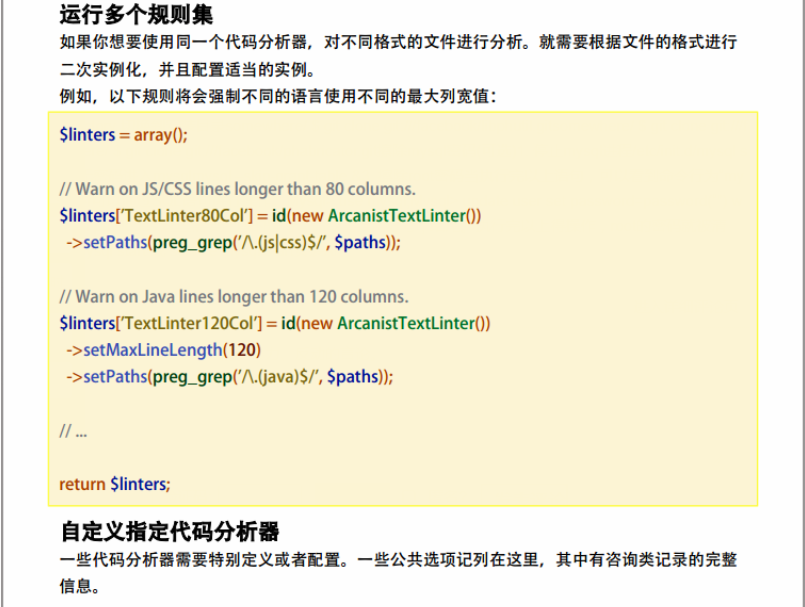 运行多个规则集
如果你想要使用同一个代码分析器，对不同格式的文件进行分析。就需要根据文件的格式进行
二次实例化，并且配置适当的实例。
例如，以下规则将会强制不同的语言使用不同的最大列宽值：
$linters = array();
// Warn on JS/CSS lines longer than 80 columns.
$linters['TextLinter80Col'] = id(new ArcanistTextLinter())
->setPaths(preg_grep('/\.(js|css)$/', $paths));
// Warn on Java lines longer than 120 columns.
$linters['TextLinter120Col'] = id(new ArcanistTextLinter())
->setMaxLineLength(120)
->setPaths(preg_grep('/\.(java)$/', $paths));
// ...
return $linters;
自定义指定代码分析器
一些代码分析器需要特别定义或者配置。一些公共选项记列在这里，其中有咨询类记录的完整
信息。